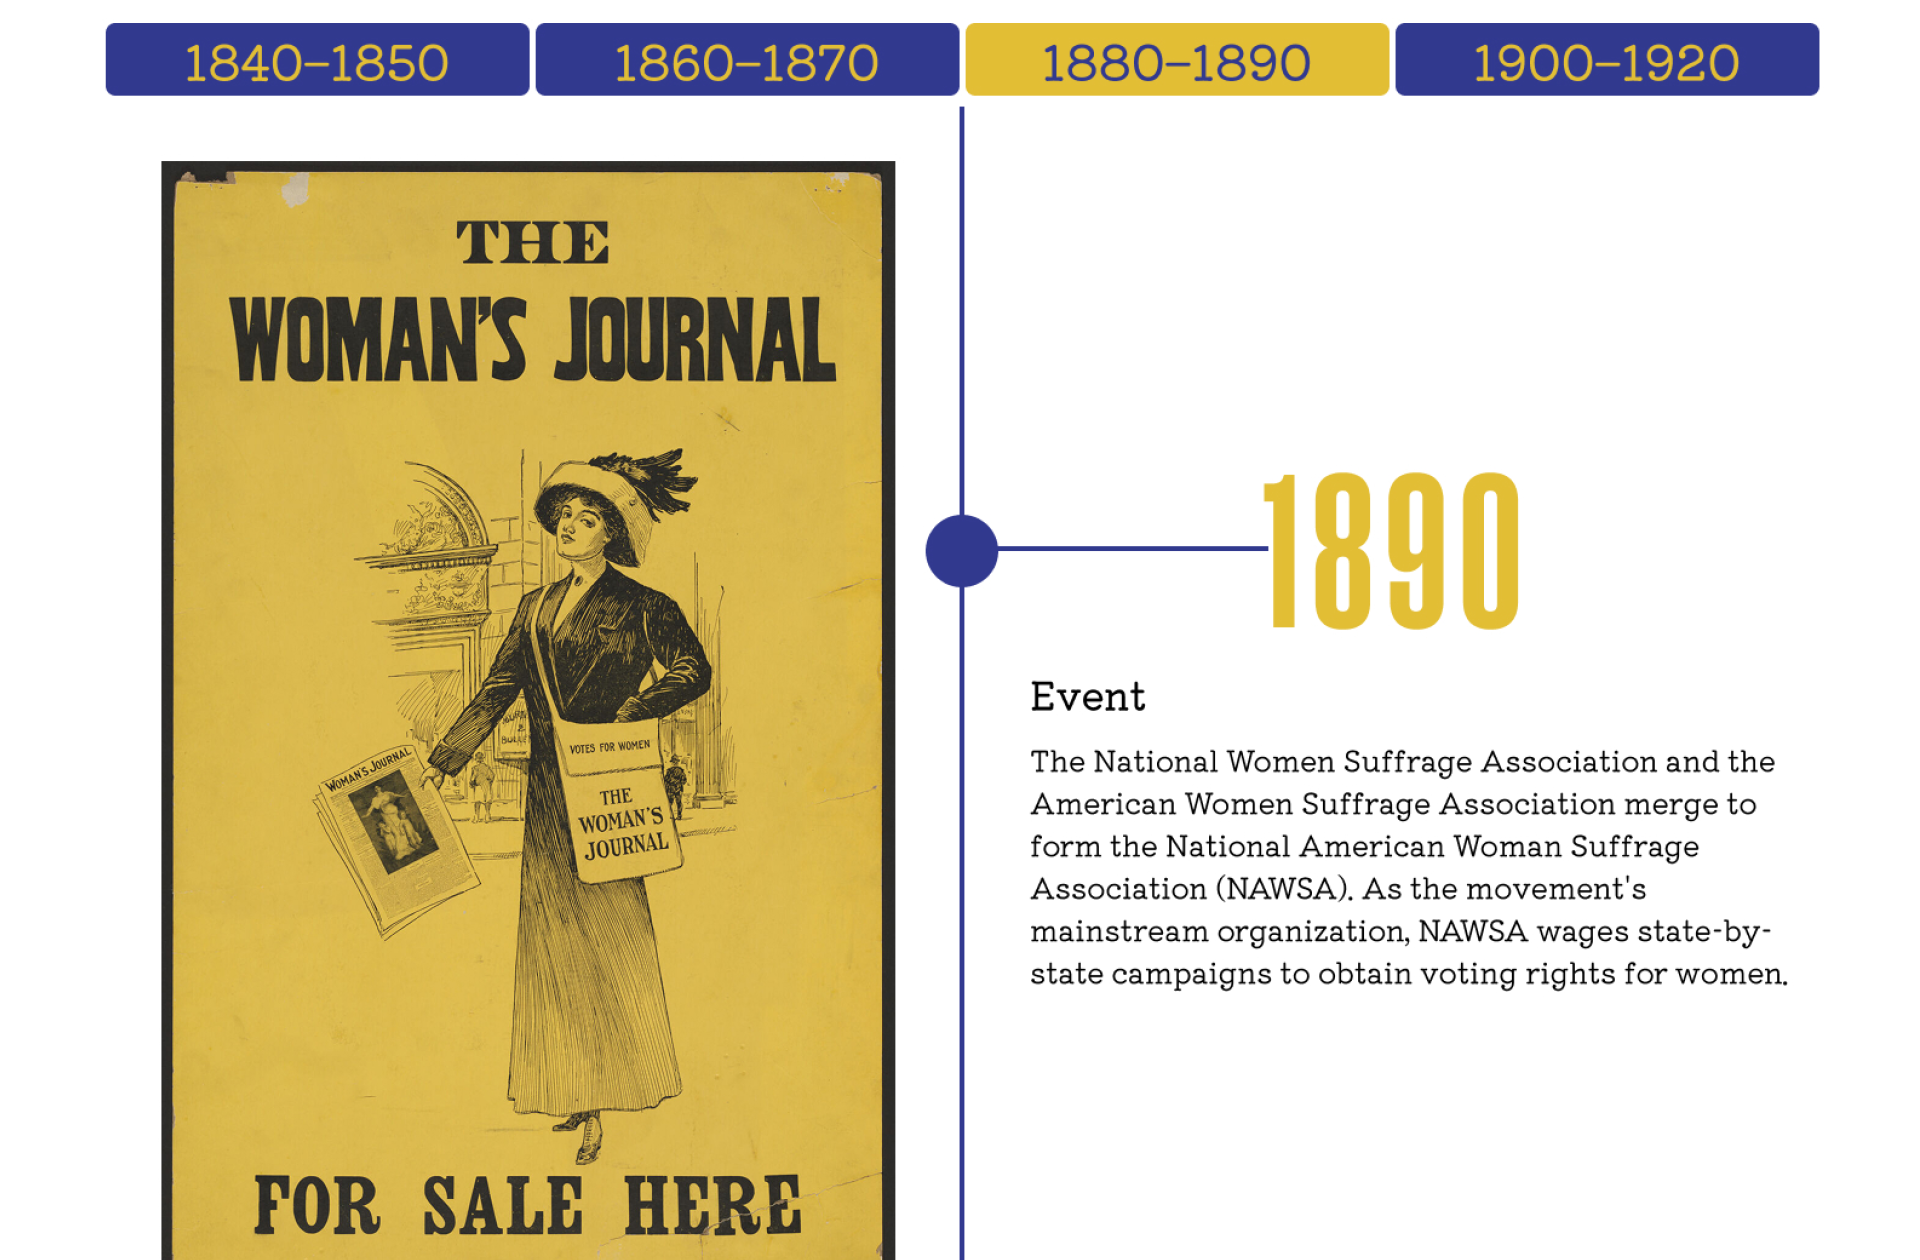 1840–1850
1860–1870
1880–1890
1900–1920
THE
WOMAN'S JOURNAL
WOMAN'S JOURNAL
VOTES FOR WOMEN
THE
WOMAN'S
JOURNAL
FOR SALE HERE
1890
Event
The National Women Suffrage Association and the
American Women Suffrage Association merge to
form the National American Woman Suffrage
Association (NAWSA). As the movement's
mainstream organization, NAWSA wages state-by-
state campaigns to obtain voting rights for women.